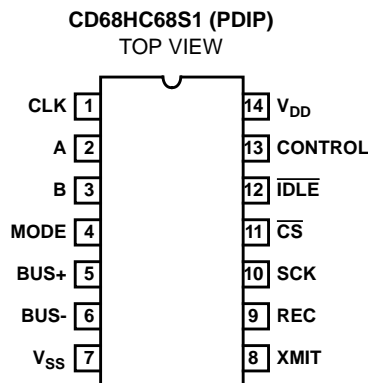 CD68HC68S1 (PDIP)
TOP VIEW
CLK 1 14 VDD
A 2 13 CONTROL
B 3 12 IDLE
MODE 4 11 CS
BUS+ 5 10 SCK
BUS- 6 9 REC
VSS 7 8 XMIT